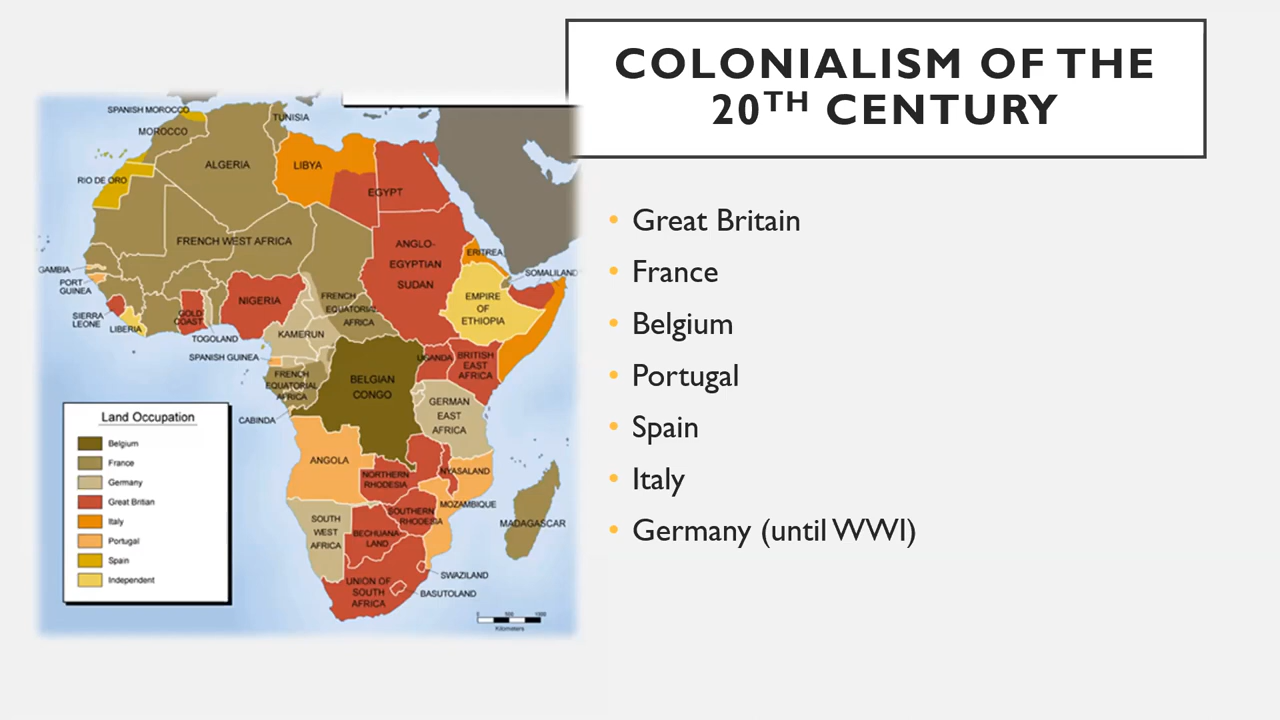 COLONIALISM OF THE
20TH CENTURY
• Great Britain
• France
• Belgium
• Portugal
• Spain
• Italy
• Germany (until WWI)
SPANISH MOROCCO
TUNISIA
MOROCCO
ALGERIA
LIBYA
RIO DE ORO
EGYPT
FRENCH WEST AFRICA
ANGLO-
EGYPTIAN
SUDAN
ERITREA
GAMBIA
SOMALILAND
PORT
GUINEA
NIGERIA
FRENCH
EQUATORIAL
AFRICA
EMPIRE
OF
ETHIOPIA
SIERRA
LEONE
LIBERIA
GOLD
COAST
TOGOLAND
KAMERUN
SPANISH GUINEA
UGANDA
BRITISH
EAST
AFRICA
FRENCH
EQUATORIAL
AFRICA
BELGIAN
CONGO
GERMAN
EAST
AFRICA
CABINDA
ANGOLA
NORTHERN
RHODESIA
NYASALAND
MOZAMBIQUE
SOUTHERN
RHODESIA
MADAGASCAR
SOUTH
WEST
AFRICA
BECHUANA-
LAND
SWAZILAND
UNION OF
SOUTH
AFRICA
BASUTOLAND
Land Occupation
Belgium
France
Germany
Great Britian
Italy
Portugal
Spain
Independent
0 500 1000
Kilometers